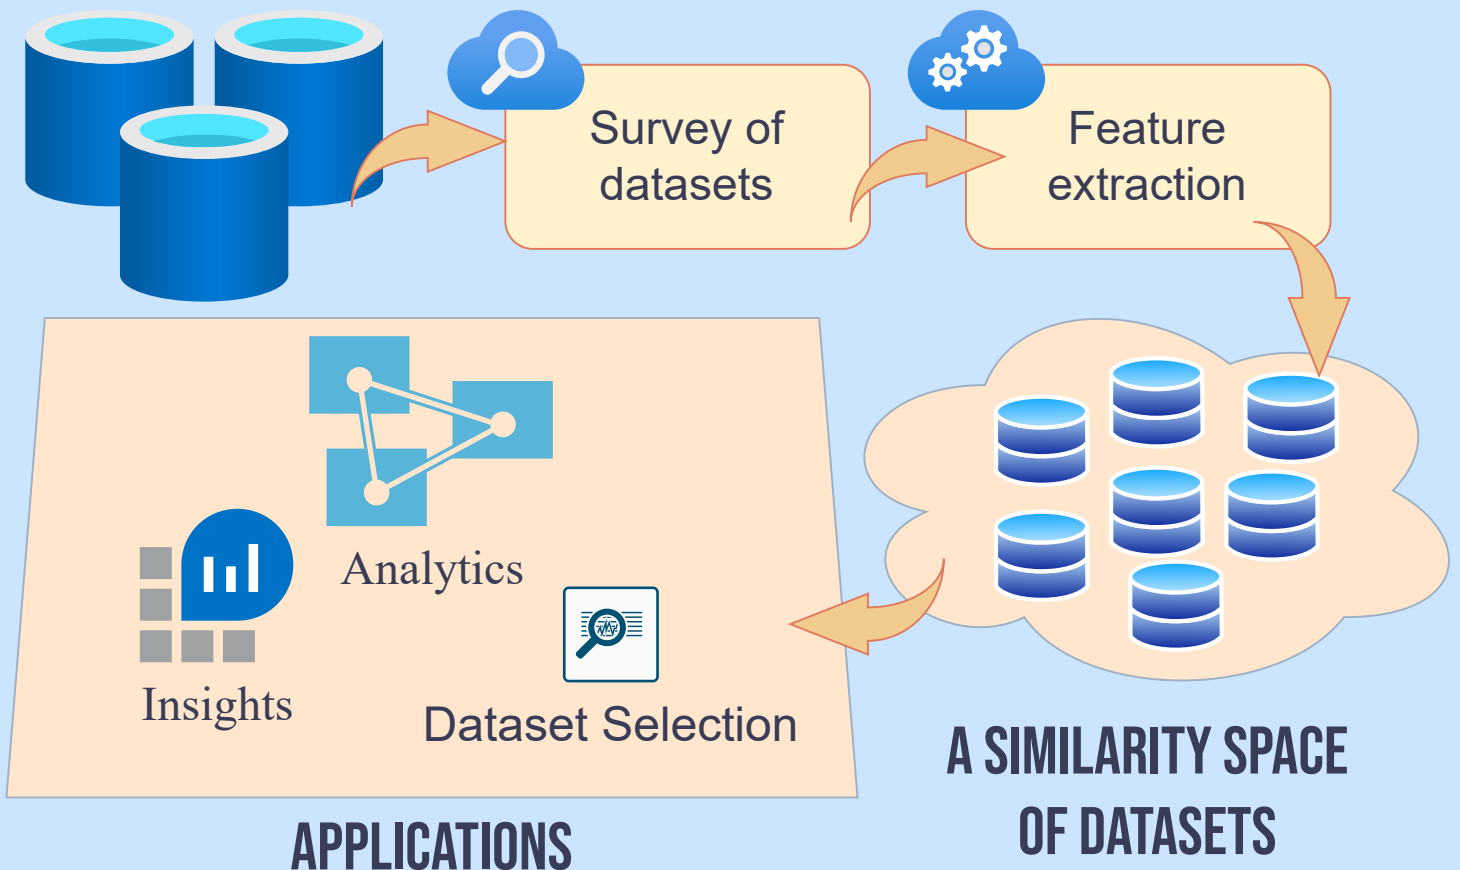 Survey of
datasets
Feature
extraction
Analytics
Insights
Dataset Selection
A SIMILARITY SPACE
OF DATASETS
APPLICATIONS